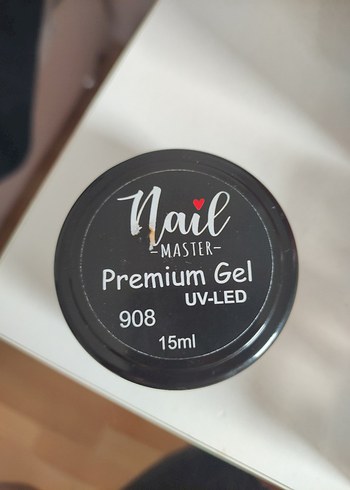 Nail
-MASTER-
Premium Gel
UV-LED
908
15ml